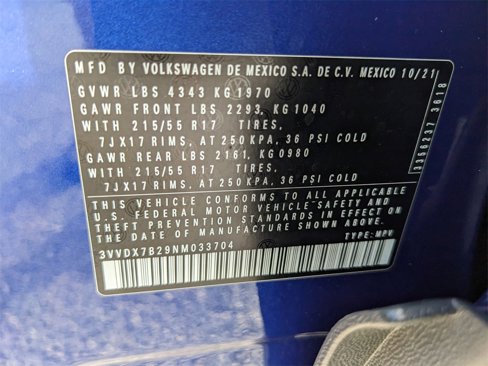 MFD BY VOLKSWAGEN DE MEXICO S.A. DE C.V. MEXICO 10/21
GVWR LBS 4343 KG 1970
GAWR FRONT LBS 2293, KG 1040
WITH 215/55 R17 TIRES,
7JX17 RIMS, AT 250 KPA, 36 PSI COLD
GAWR REAR LBS 2161, KG 0980
WITH 215/55 R17 TIRES,
7JX17 RIMS, AT 250 KPA, 36 PSI COLD
THIS VEHICLE CONFORMS TO ALL APPLICABLE
U.S. FEDERAL MOTOR VEHICLE SAFETY AND
THEFT PREVENTION STANDARD IN EFFECT ON
THE DATE OF MANUFACTURE SHOWN ABOVE.
3VVDX7B29NM033704
TYPE: MPV
3366237 3618